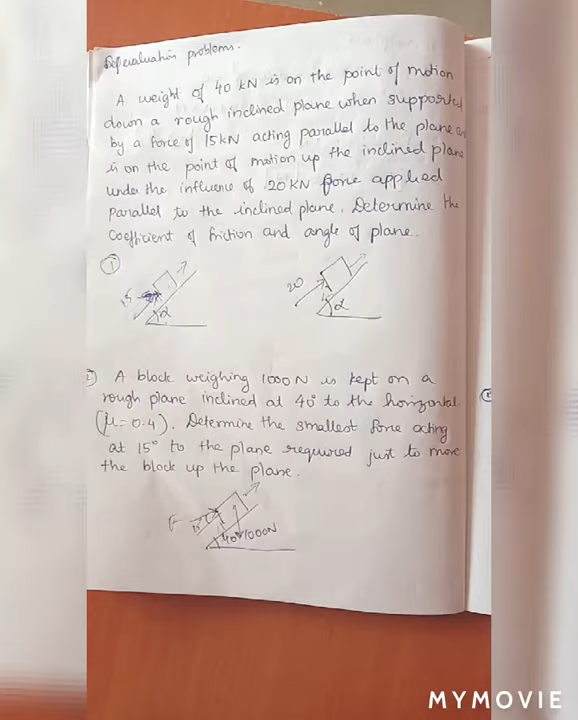 problems.
A weight of 40 kN is on the point of motion
down a rough inclined plane when supported
by a force of 15kN acting parallel to the plane
is on the point of motion up the inclined plane
under the influence of 20 KN force applied
parallel to the inclined plane. Determine the
coefficient of friction and angle of plane.
①
15
α
20
α
A block weighing 1000 N is kept on a
rough plane inclined at 40° to the horizontal
(μ=0.4). Determine the smallest force acting
at 15° to the plane required just to move
the block up the plane.
F
15°
40°
1000N
MYMOVIE